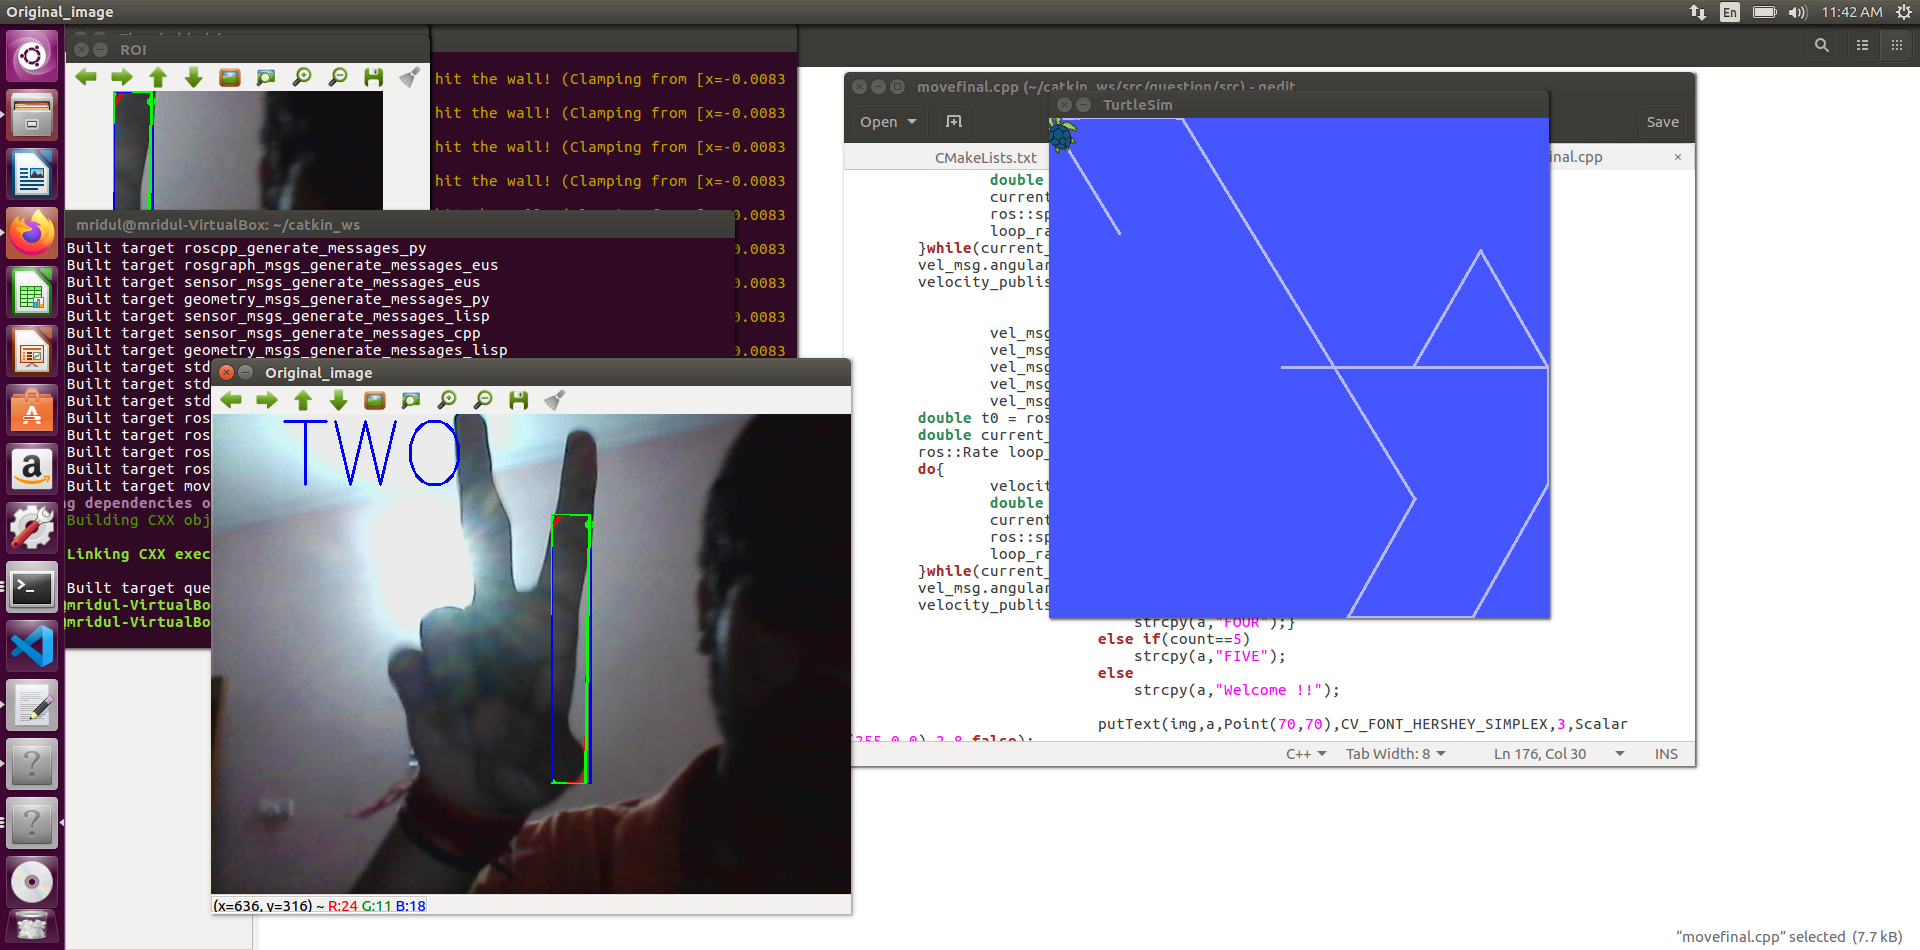 Original_image
En
11:42 AM
ROI
hit the wall! (Clamping from [x=-0.0083
hit the wall! (Clamping from [x=-0.0083
hit the wall! (Clamping from [x=-0.0083
hit the wall! (Clamping from [x=-0.0083
0.0083
0.0083
0.0083
0.0083
0.0083
mridul@mridul-VirtualBox: ~/catkin_ws
Built target roscpp_generate_messages_py
Built target rosgraph_msgs_generate_messages_eus
Built target sensor_msgs_generate_messages_eus
Built target geometry_msgs_generate_messages_py
Built target sensor_msgs_generate_messages_lisp
Built target sensor_msgs_generate_messages_cpp
Built target geometry_msgs_generate_messages_lisp
Built target std
Built target std
Built target std
Built target ros
Built target ros
Built target ros
Built target ros
Built target mov
g dependencies o
Building CXX obj
Linking CXX exec
Built target que
@mridul-VirtualBo
@mridul-VirtualBo
Original_image
TWO
(x=636, y=316) ~ R:24 G:11 B:18
movefinal.cpp (~/catkin_ws/src/question/src) - gedit
Open
Save
CMakeLists.txt
inal.cpp
TurtleSim
double
current
ros::sp
loop_ra
}while(current_
vel_msg.angular
velocity_publis
vel_msg
vel_msg
vel_msg
vel_msg
vel_msg
double t0 = ros
double current_
ros::Rate loop_
do{
velocit
double
current
ros::sp
loop_ra
}while(current_
vel_msg.angular
velocity_publis
strcpy(a,"FOUR");}
else if(count==5)
strcpy(a,"FIVE");
else
strcpy(a,"Welcome !!");
putText(img,a,Point(70,70),CV_FONT_HERSHEY_SIMPLEX,3,Scalar
(255,0,0),3,8,false);
C++
Tab Width: 8
Ln 176, Col 30
INS
"movefinal.cpp" selected (7.7 kB)